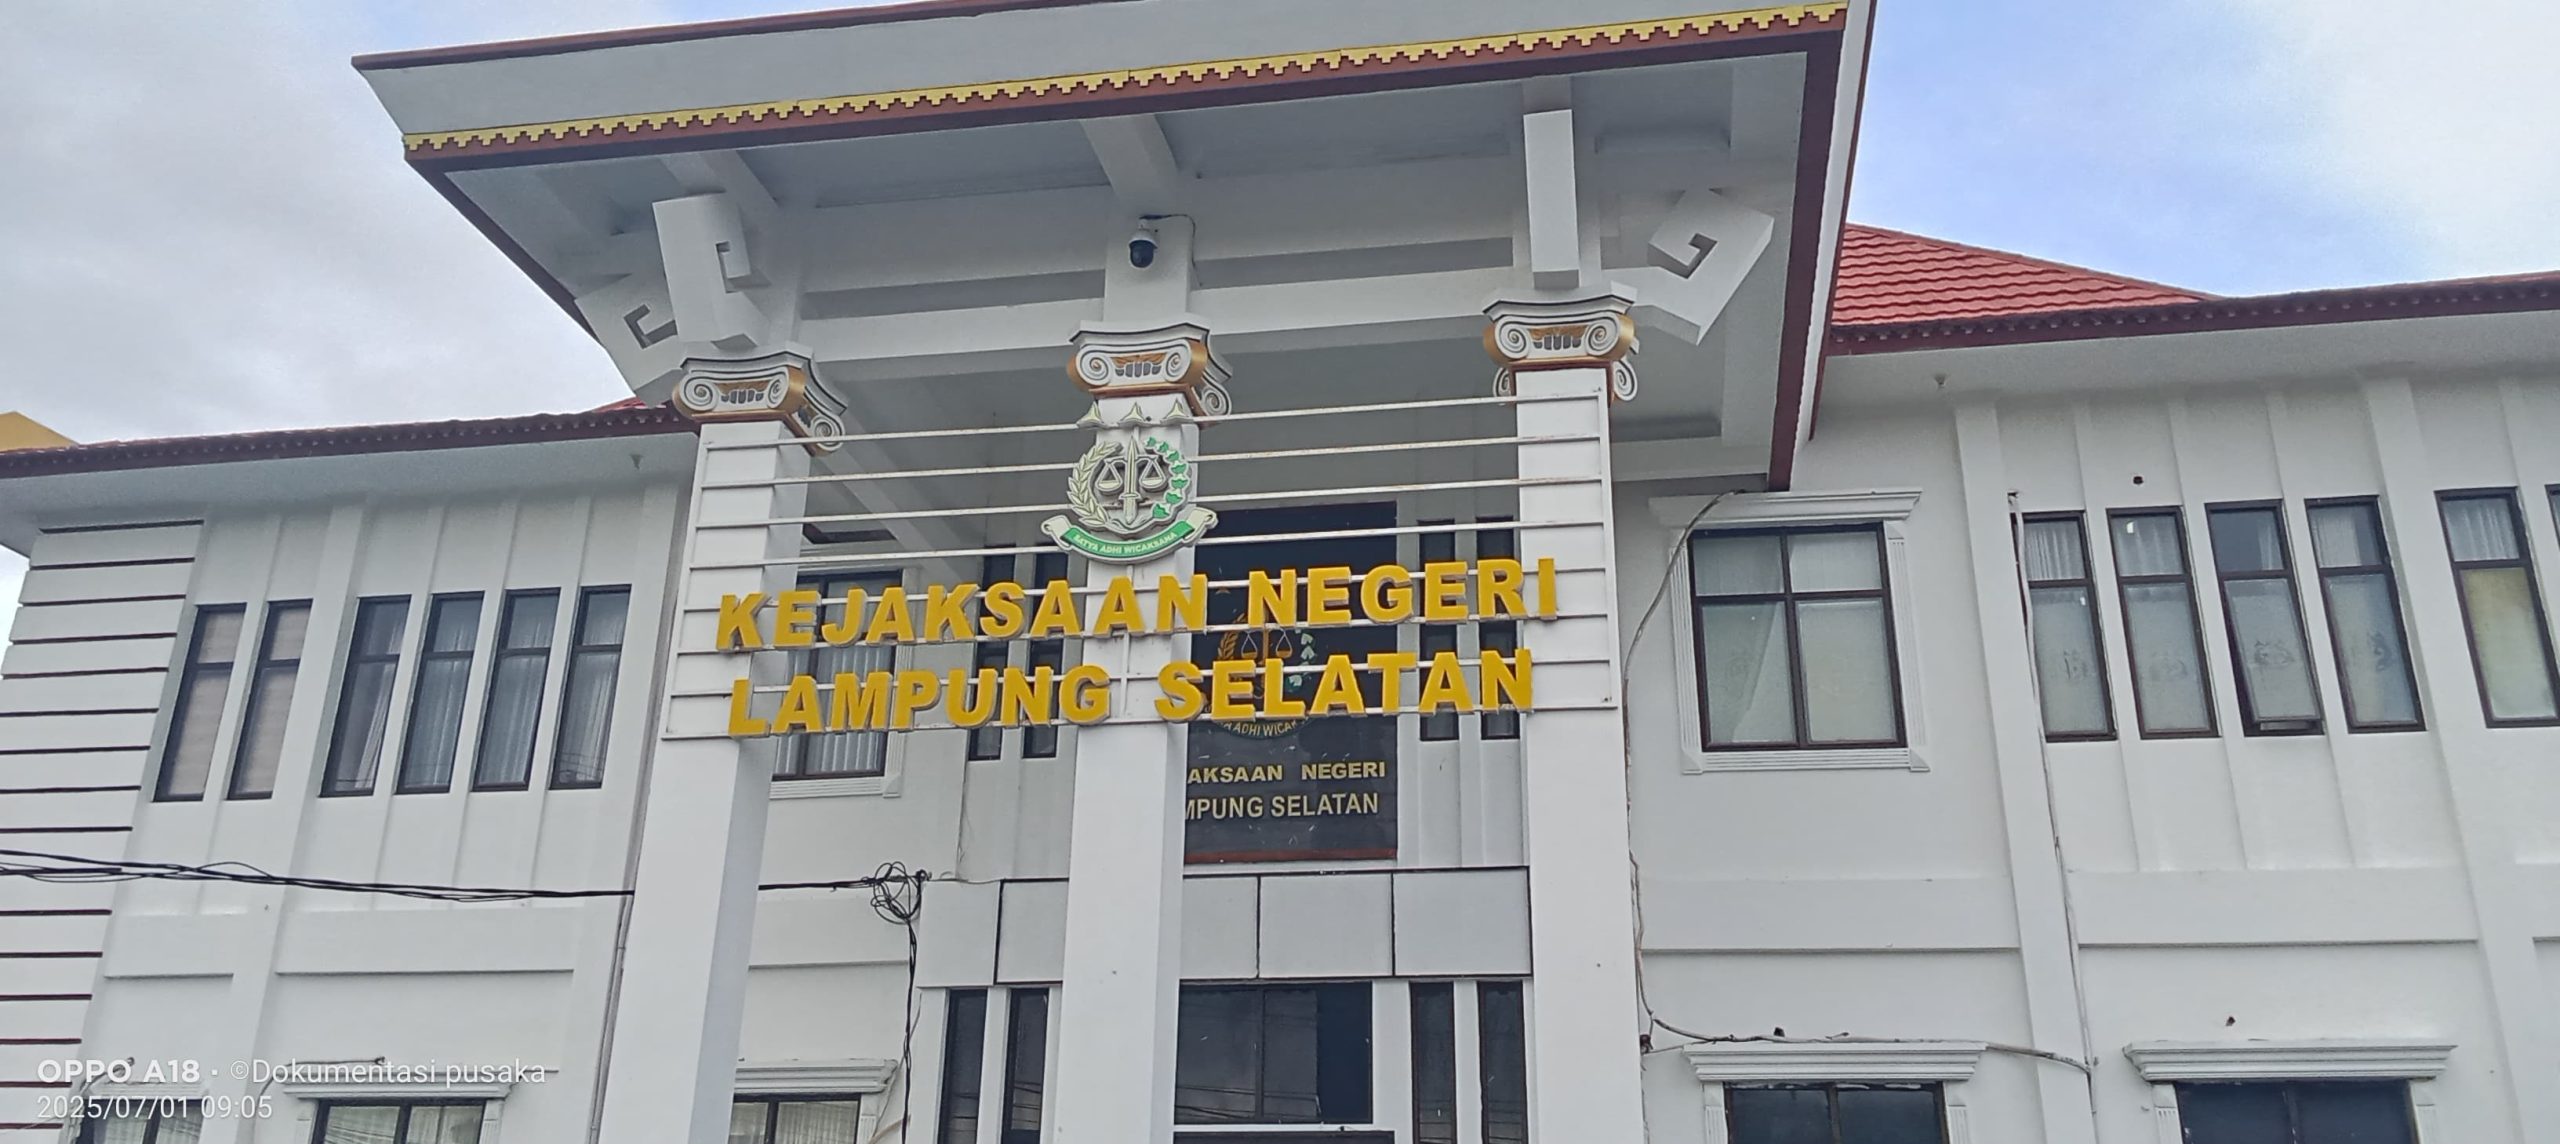 SATYA ADHI WICAKSANA
KEJAKSAAN NEGERI
LAMPUNG SELATAN
ADHI
AKSAAN NEGERI
MPUNG SELATAN
OPPO A18 · ©Dokumentasi pusaka
2025/07/01 09:05